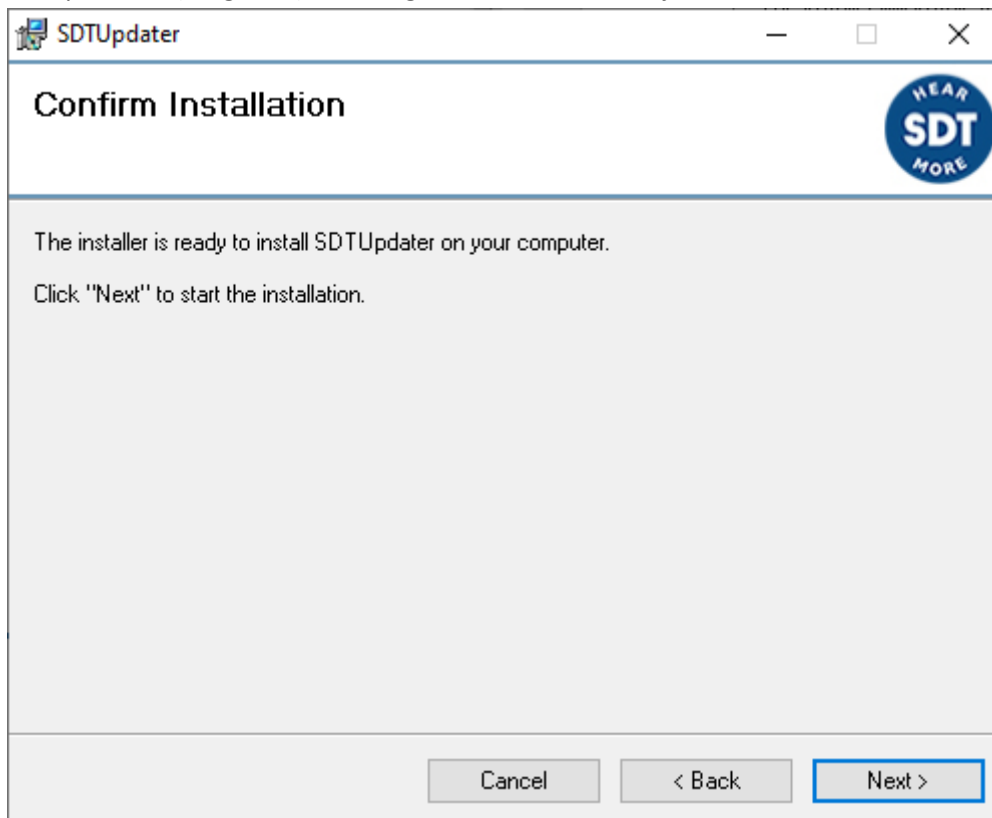 SDTUpdater
Confirm Installation
HEAR
SDT
MORE
The installer is ready to install SDTUpdater on your computer.
Click "Next" to start the installation.
Cancel
< Back
Next >